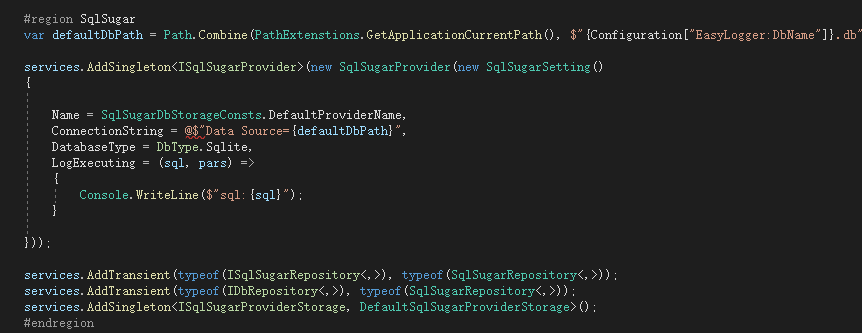 #region SqlSugar
var defaultDbPath = Path.Combine(PathExtenstions.GetApplicationCurrentPath(), $"{Configuration["EasyLogger:DbName"]}.db"
services.AddSingleton<ISqlSugarProvider>(new SqlSugarProvider(new SqlSugarSetting()
{
Name = SqlSugarDbStorageConsts.DefaultProviderName,
ConnectionString = @$"Data Source={defaultDbPath}",
DatabaseType = DbType.Sqlite,
LogExecuting = (sql, pars) =>
{
Console.WriteLine($"sql:{sql}");
}
}));
services.AddTransient(typeof(ISqlSugarRepository<,>), typeof(SqlSugarRepository<,>));
services.AddTransient(typeof(IDbRepository<,>), typeof(SqlSugarRepository<,>));
services.AddSingleton<ISqlSugarProviderStorage, DefaultSqlSugarProviderStorage>();
#endregion